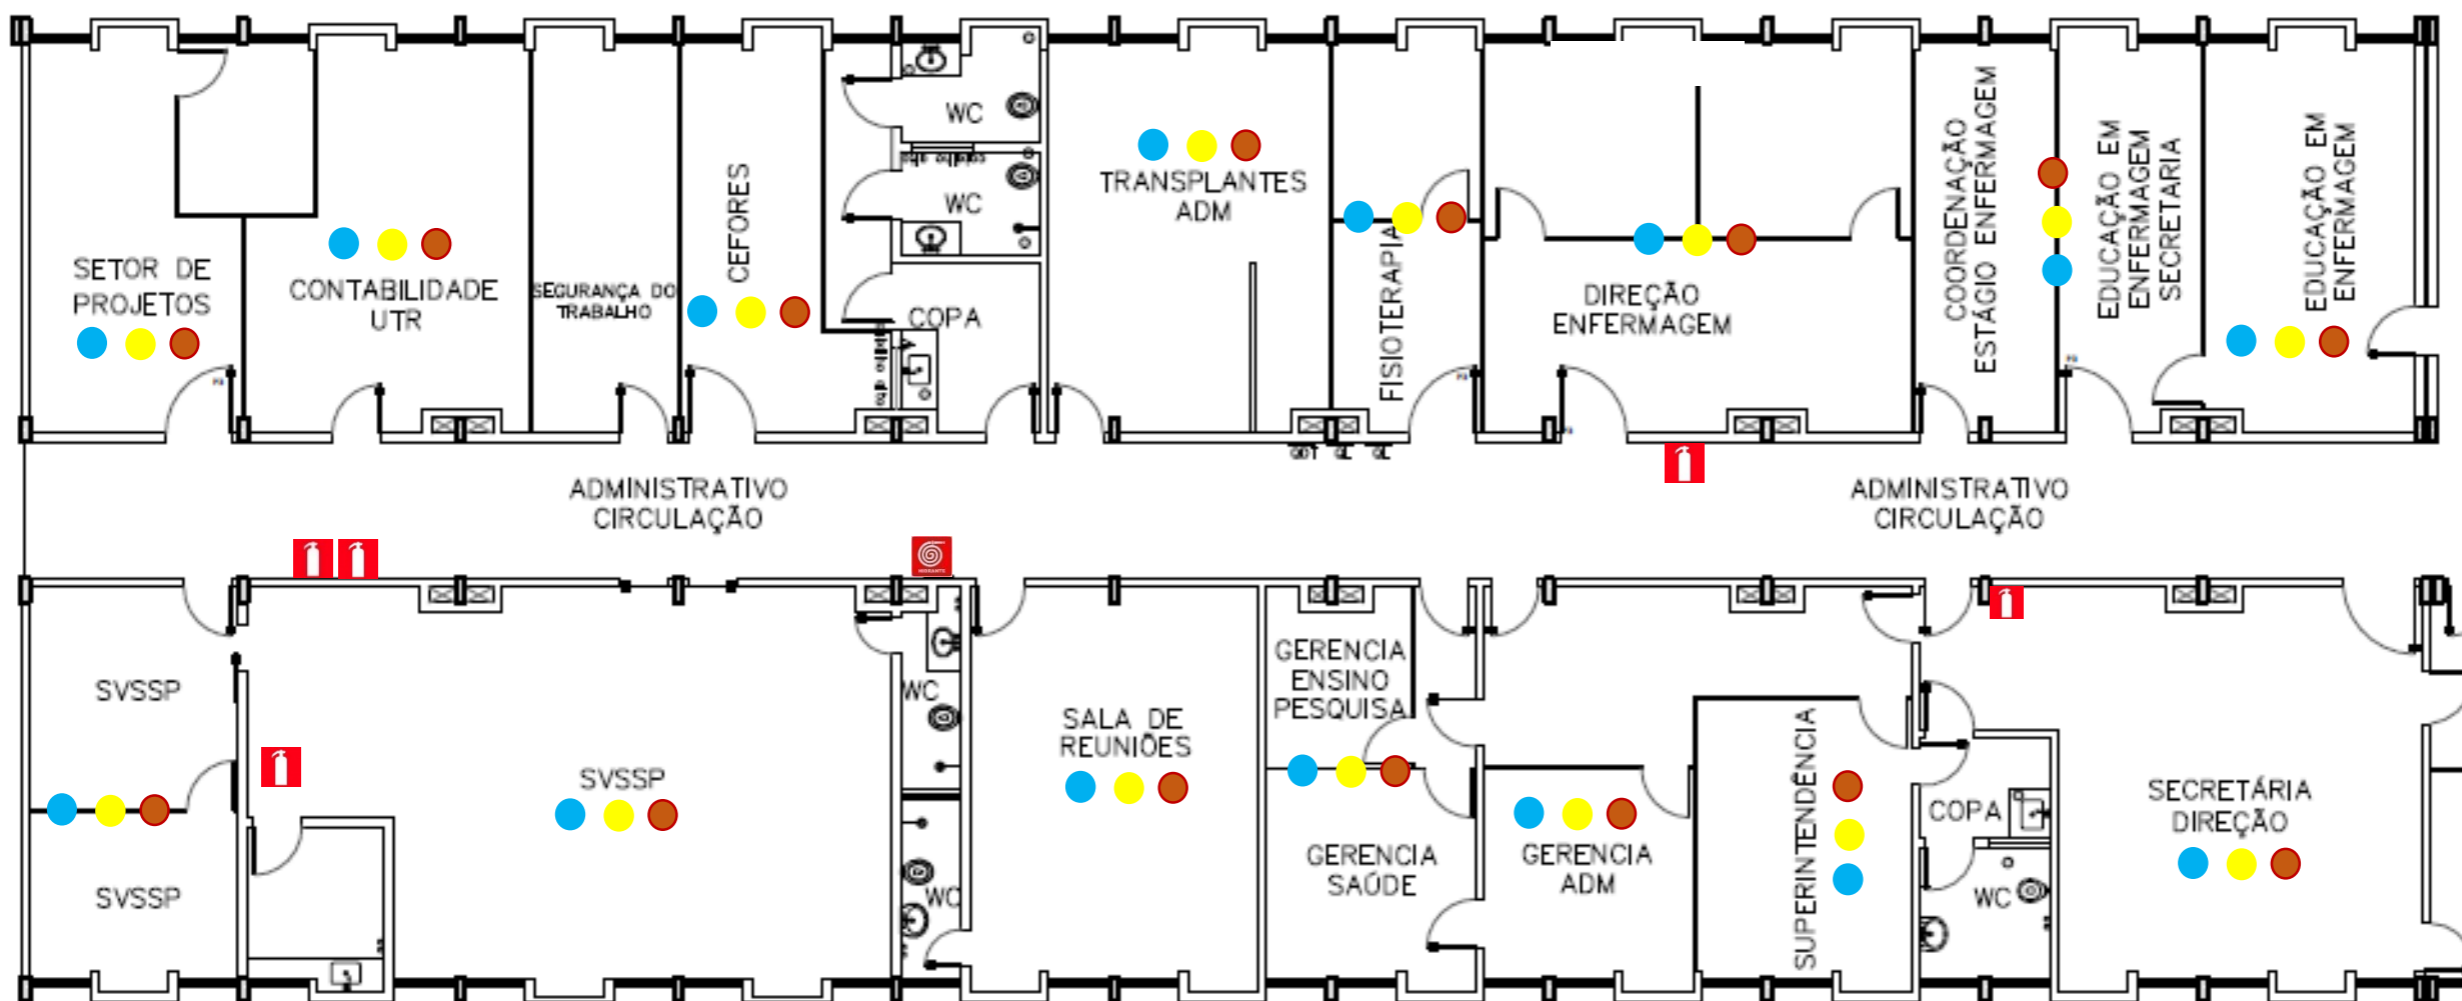 SETOR DE
PROJETOS
CONTABILIDADE
UTR
SEGURANÇA DO
TRABALHO
CEFORES
WC
WC
COPA
TRANSPLANTES
ADM
FISIOTERAPIA
DIREÇÃO
ENFERMAGEM
COORDENAÇÃO
ESTÁGIO ENFERMAGEM
EDUCAÇÃO EM
ENFERMAGEM
SECRETARIA
EDUCAÇÃO EM
ENFERMAGEM
ADMINISTRATIVO
CIRCULAÇÃO
ADMINISTRATIVO
CIRCULAÇÃO
SVSSP
SVSSP
SVSSP
WC
WC
SALA DE
REUNIÕES
GERENCIA
ENSINO
PESQUISA
GERENCIA
SAÚDE
GERENCIA
ADM
SUPERINTENDÊNCIA
COPA
WC
SECRETÁRIA
DIREÇÃO